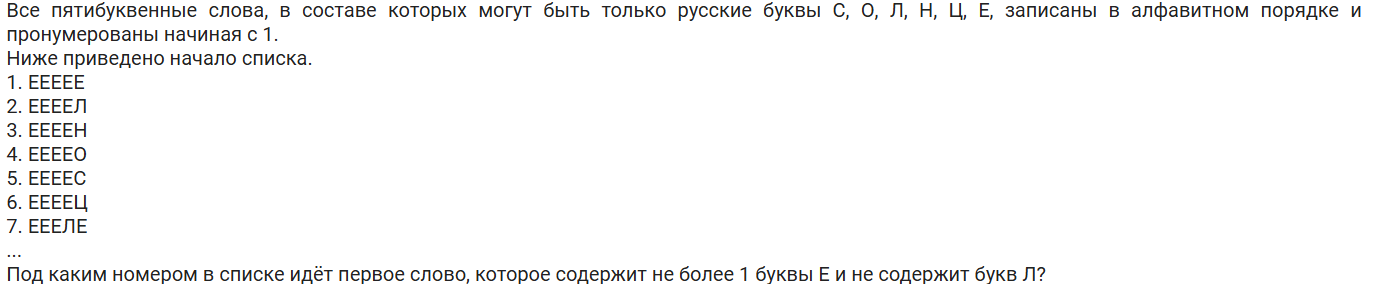 Все пятибуквенные слова, в составе которых могут быть только русские буквы С, О, Л, Н, Ц, Е, записаны в алфавитном порядке и
пронумерованы начиная с 1.
Ниже приведено начало списка.
1. ЕЕЕЕЕ
2. ЕЕЕЕЛ
3. ЕЕЕЕН
4. ЕЕЕЕО
5. ЕЕЕЕС
6. ЕЕЕЕЦ
7. ЕЕЕЛЕ
...
Под каким номером в списке идёт первое слово, которое содержит не более 1 буквы Е и не содержит букв Л?